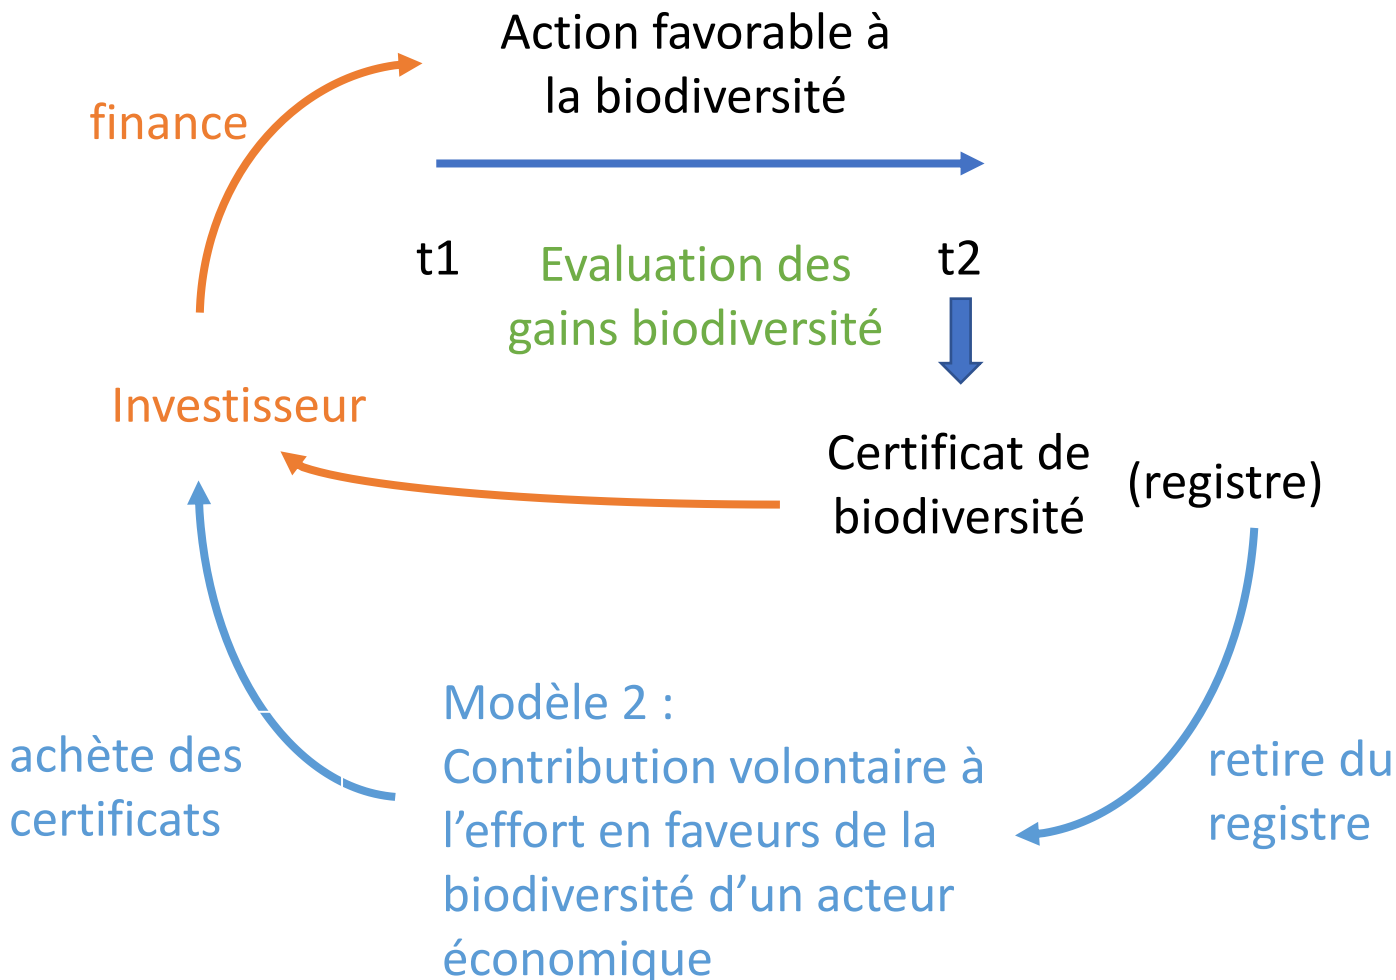 Action favorable à
la biodiversité
finance
t1
Evaluation des
gains biodiversité
t2
Investisseur
Certificat de
biodiversité
(registre)
Modèle 2 :
Contribution volontaire à
l’effort en faveurs de la
biodiversité d’un acteur
économique
achète des
certificats
retire du
registre